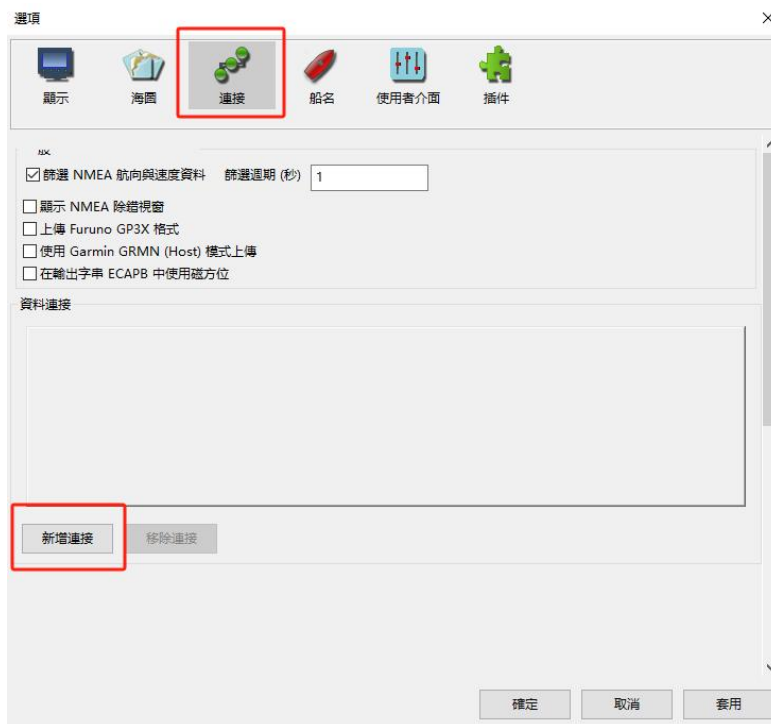 選項
顯示 海圖 連接 船名 使用者介面 插件
篩選 NMEA 航向與速度資料 篩選週期 (秒) 1
顯示 NMEA 除錯視窗
上傳 Furuno GP3X 格式
使用 Garmin GRMN (Host) 模式上傳
在輸出字串 ECAPB 中使用磁方位
資料連接
新增連接 移除連接
確定 取消 套用